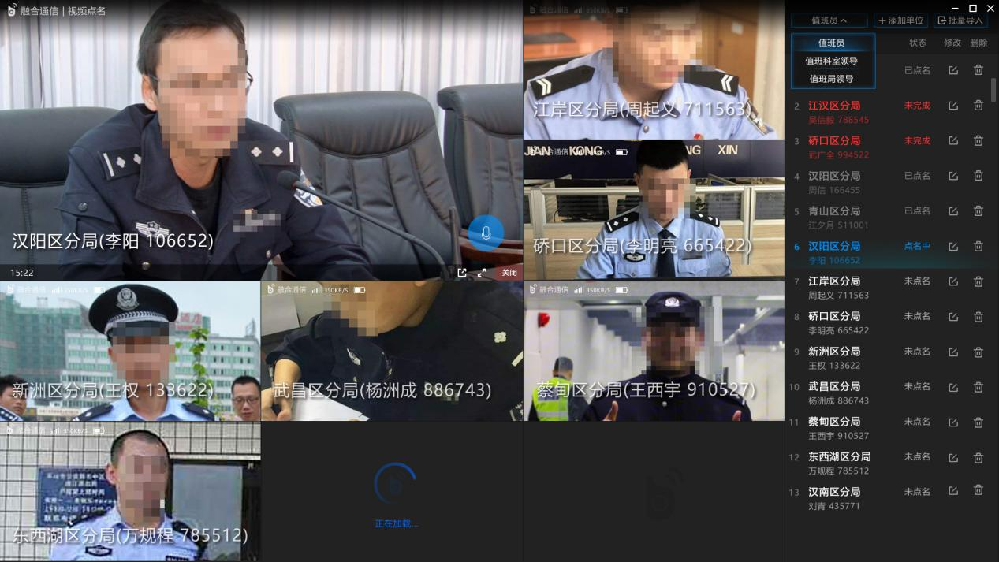 融合通信 | 视频点名
汉阳区分局(李阳 106652)
15:22
关闭
融合通信 350KB/S
江岸区分局(周起义 711563)
融合通信 350KB/S
JIAN KONG NG XIN
硚口区分局(李明亮 665422)
融合通信 350KB/S
新洲区分局(王权 133622)
融合通信 350KB/S
武昌区分局(杨洲成 886743)
融合通信 350KB/S
蔡甸区分局(王西宇 910527)
融合通信 350KB/S
东西湖区分局(万规程 785512)
正在加载...
值班员
添加单位
批量导入
值班员
值班科室领导
值班局领导
状态 修改 删除
已点名
2 江汉区分局 未完成
吴信毅 788545
3 硚口区分局 未完成
武广全 994522
4 汉阳区分局 已点名
周信 166455
5 青山区分局 已点名
江夕月 511001
6 汉阳区分局 点名中
李阳 106652
7 江岸区分局 未点名
周起义 711563
8 硚口区分局 未点名
李明亮 665422
9 新洲区分局 未点名
王权 133622
10 武昌区分局 未点名
杨洲成 886743
11 蔡甸区分局 未点名
王西宇 910527
12 东西湖区分局 未点名
万规程 785512
13 汉南区分局 未点名
刘青 435771